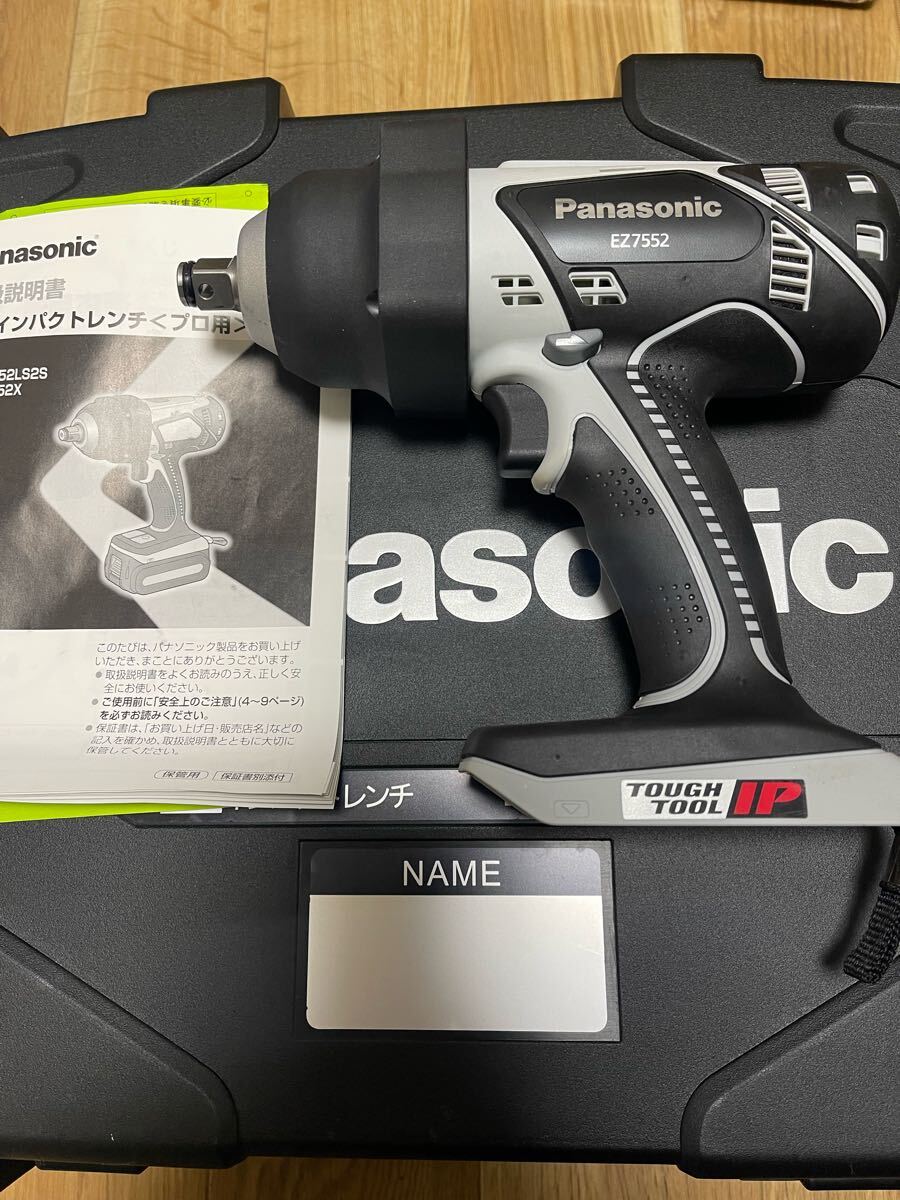 Panasonic
EZ7552
nasonic®
説明書
インパクトレンチ<プロ用>
52LS2S
52X
このたびは、パナソニック製品をお買い上げ
いただき、まことにありがとうございます。
● 取扱説明書をよくお読みのうえ、正しく安
全にお使いください。
● ご使用前に「安全上のご注意」(4～9ページ)
を必ずお読みください。
● 保証書は、「お買い上げ日・販売店名」などの
記入を確かめ、取扱説明書とともに大切に
保管してください。
保管用 保証書別添付
asonic
レンチ
TOUGH
TOOL IP
NAME